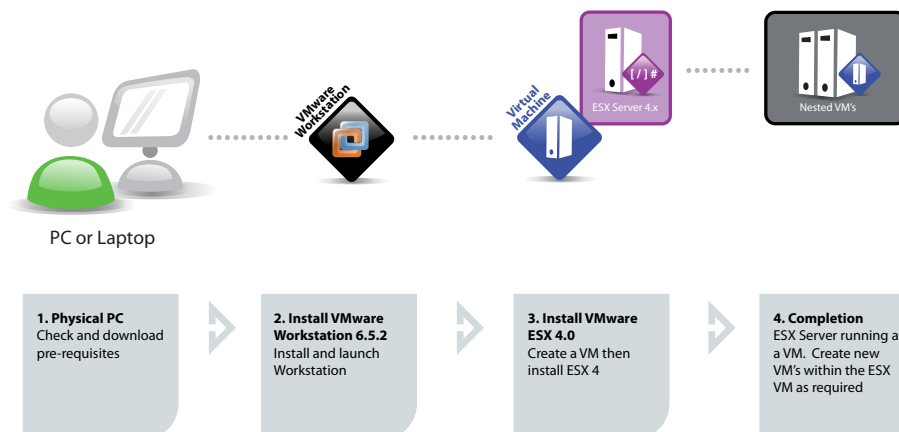 VMware
Workstation
Virtual
Machine
[ / ] #
ESX Server 4.x
Nested VM's
PC or Laptop
1. Physical PC
Check and download
pre-requisites
2. Install VMware
Workstation 6.5.2
Install and launch
Workstation
3. Install VMware
ESX 4.0
Create a VM then
install ESX 4
4. Completion
ESX Server running a
a VM. Create new
VM's within the ESX
VM as required